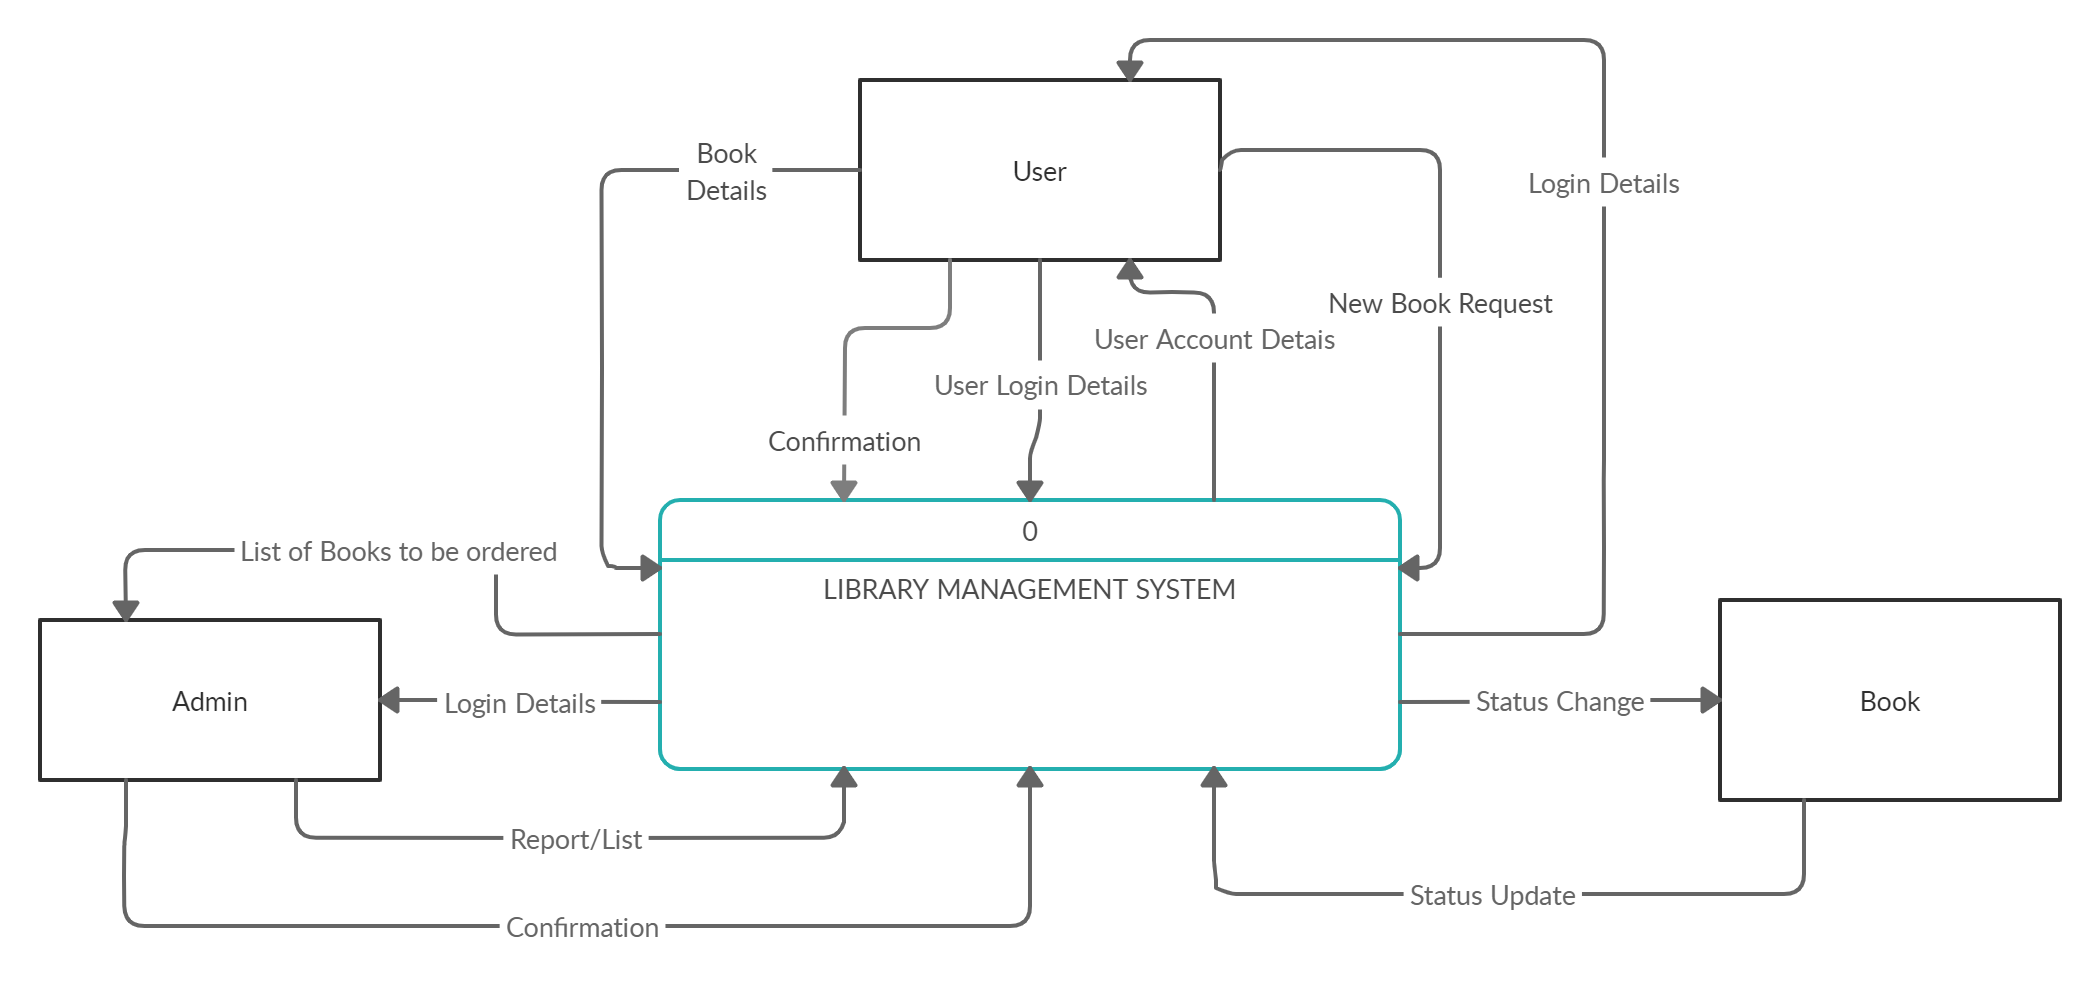 Book
Details
User
Login Details
New Book Request
User Account Detais
User Login Details
Confirmation
0
LIBRARY MANAGEMENT SYSTEM
List of Books to be ordered
Admin
Login Details
Status Change
Book
Report/List
Status Update
Confirmation